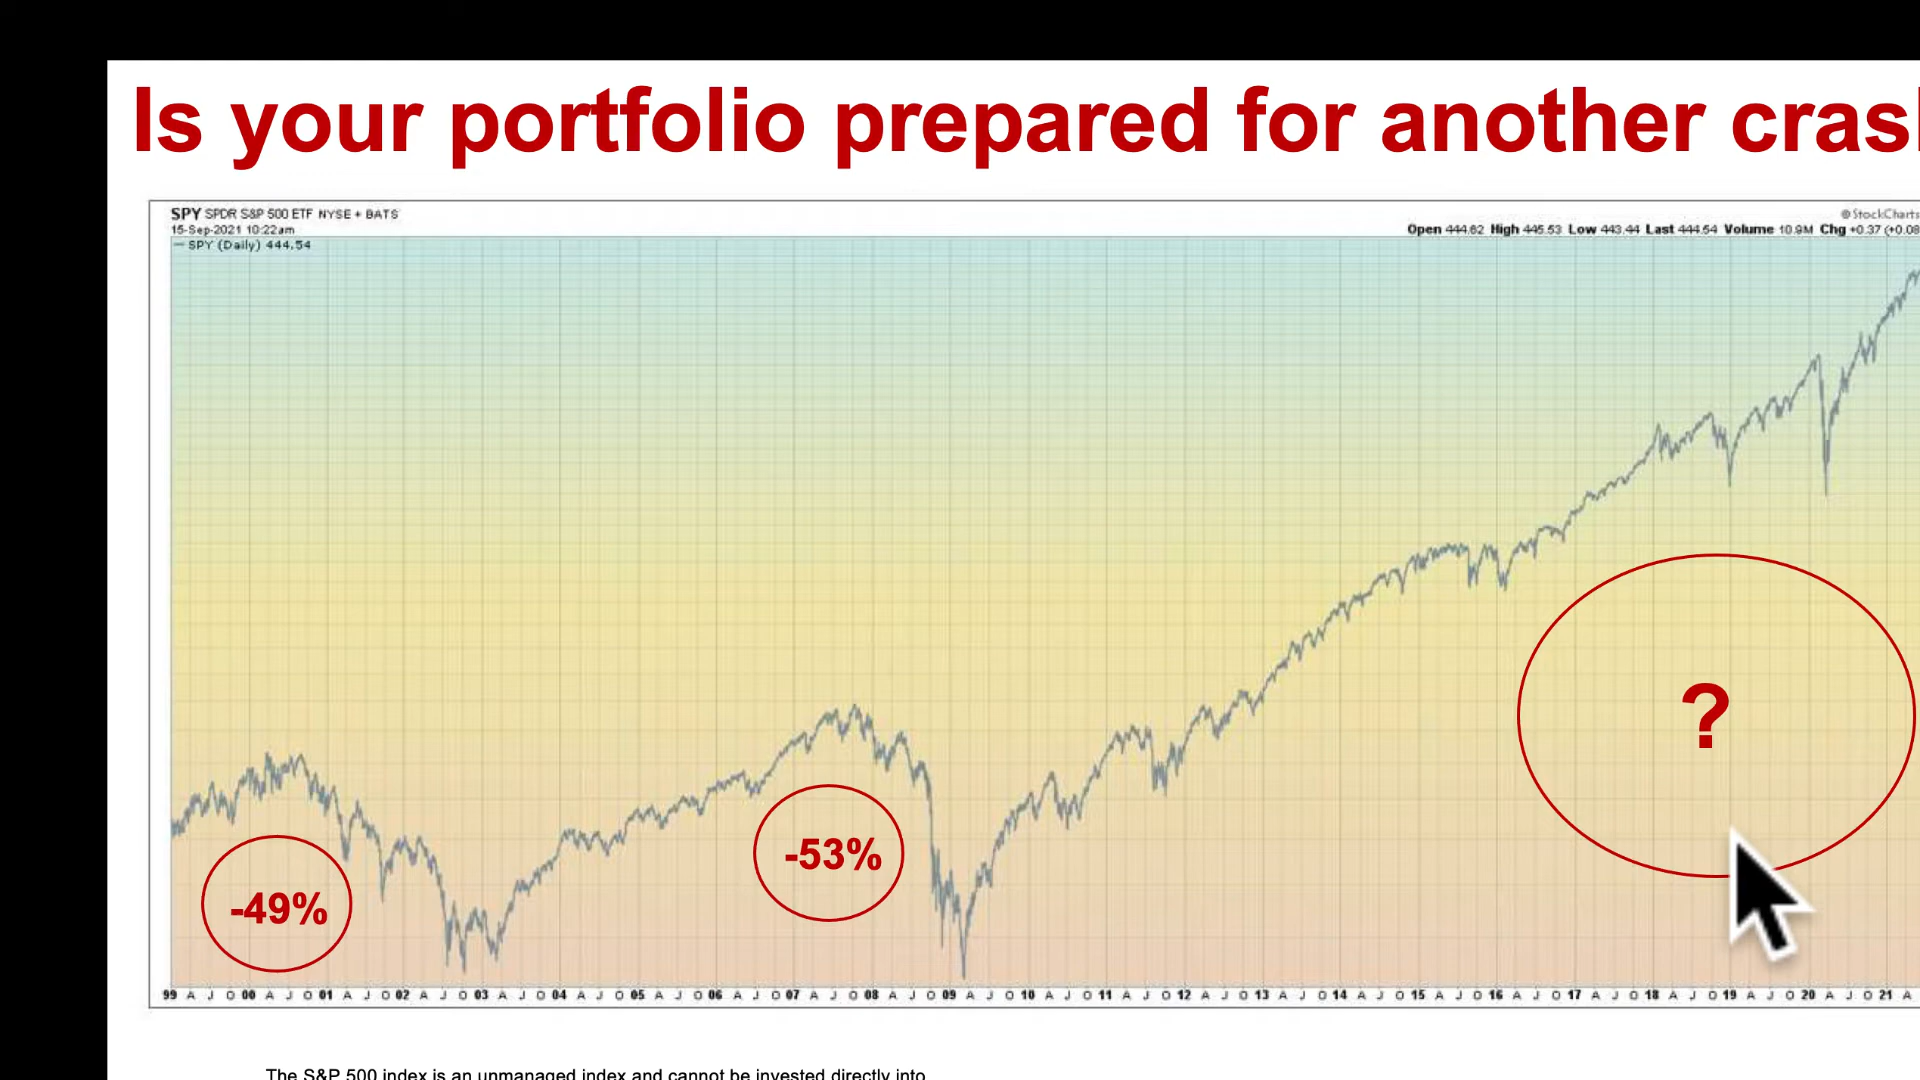 Is your portfolio prepared for another cras
SPY SPDR S&P 500 ETF NYSE + BATS
© StockCharts
15-Sep-2021 10:22am
Open 444.62 High 445.53 Low 443.44 Last 444.54 Volume 10.9M Chg +0.37 (+0.08
— SPY (Daily) 444.54
?
-53%
-49%
99 A J O 00 A J O 01 A J O 02 A J O 03 A J O 04 A J O 05 A J O 06 A J O 07 A J O 08 A J O 09 A J O 10 A J O 11 A J O 12 A J O 13 A J O 14 A J O 15 A J O 16 A J O 17 A J O 18 A J O 19 A J O 20 A J O 21 A
The S&P 500 index is an unmanaged index and cannot be invested directly into